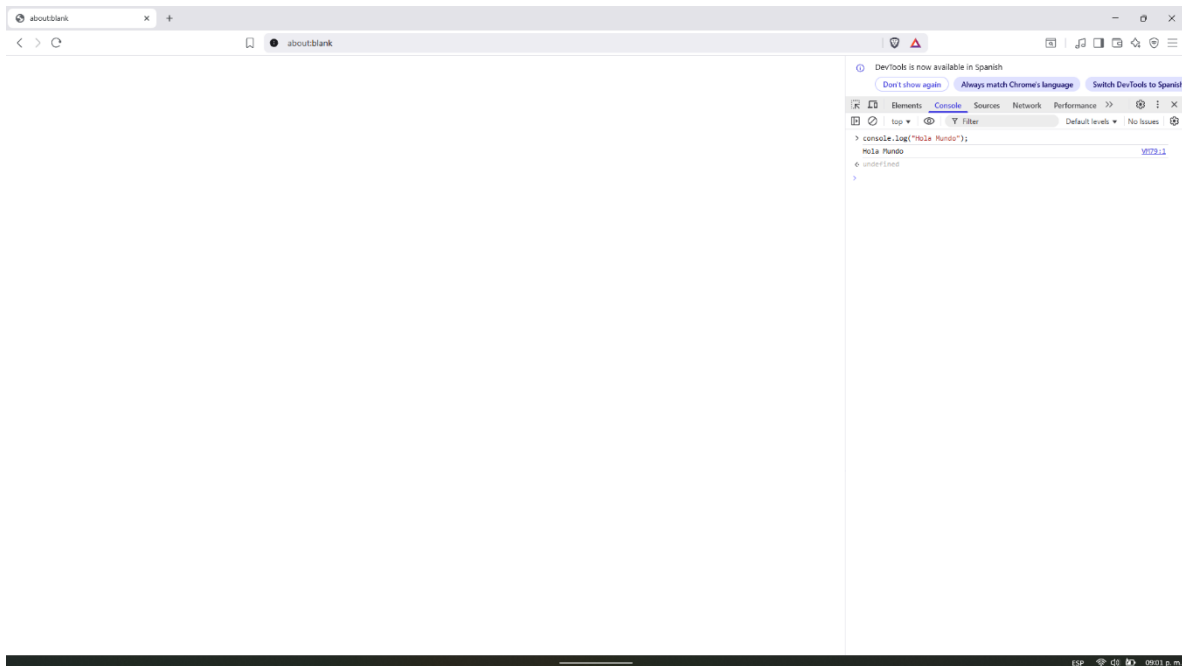 about:blank
about:blank
DevTools is now available in Spanish
Don't show again Always match Chrome's language Switch DevTools to Spanish
Elements Console Sources Network Performance
top Filter Default levels No Issues
console.log("Hola Mundo");
Hola Mundo VM79:1
undefined
ESP 09:01 p. m.